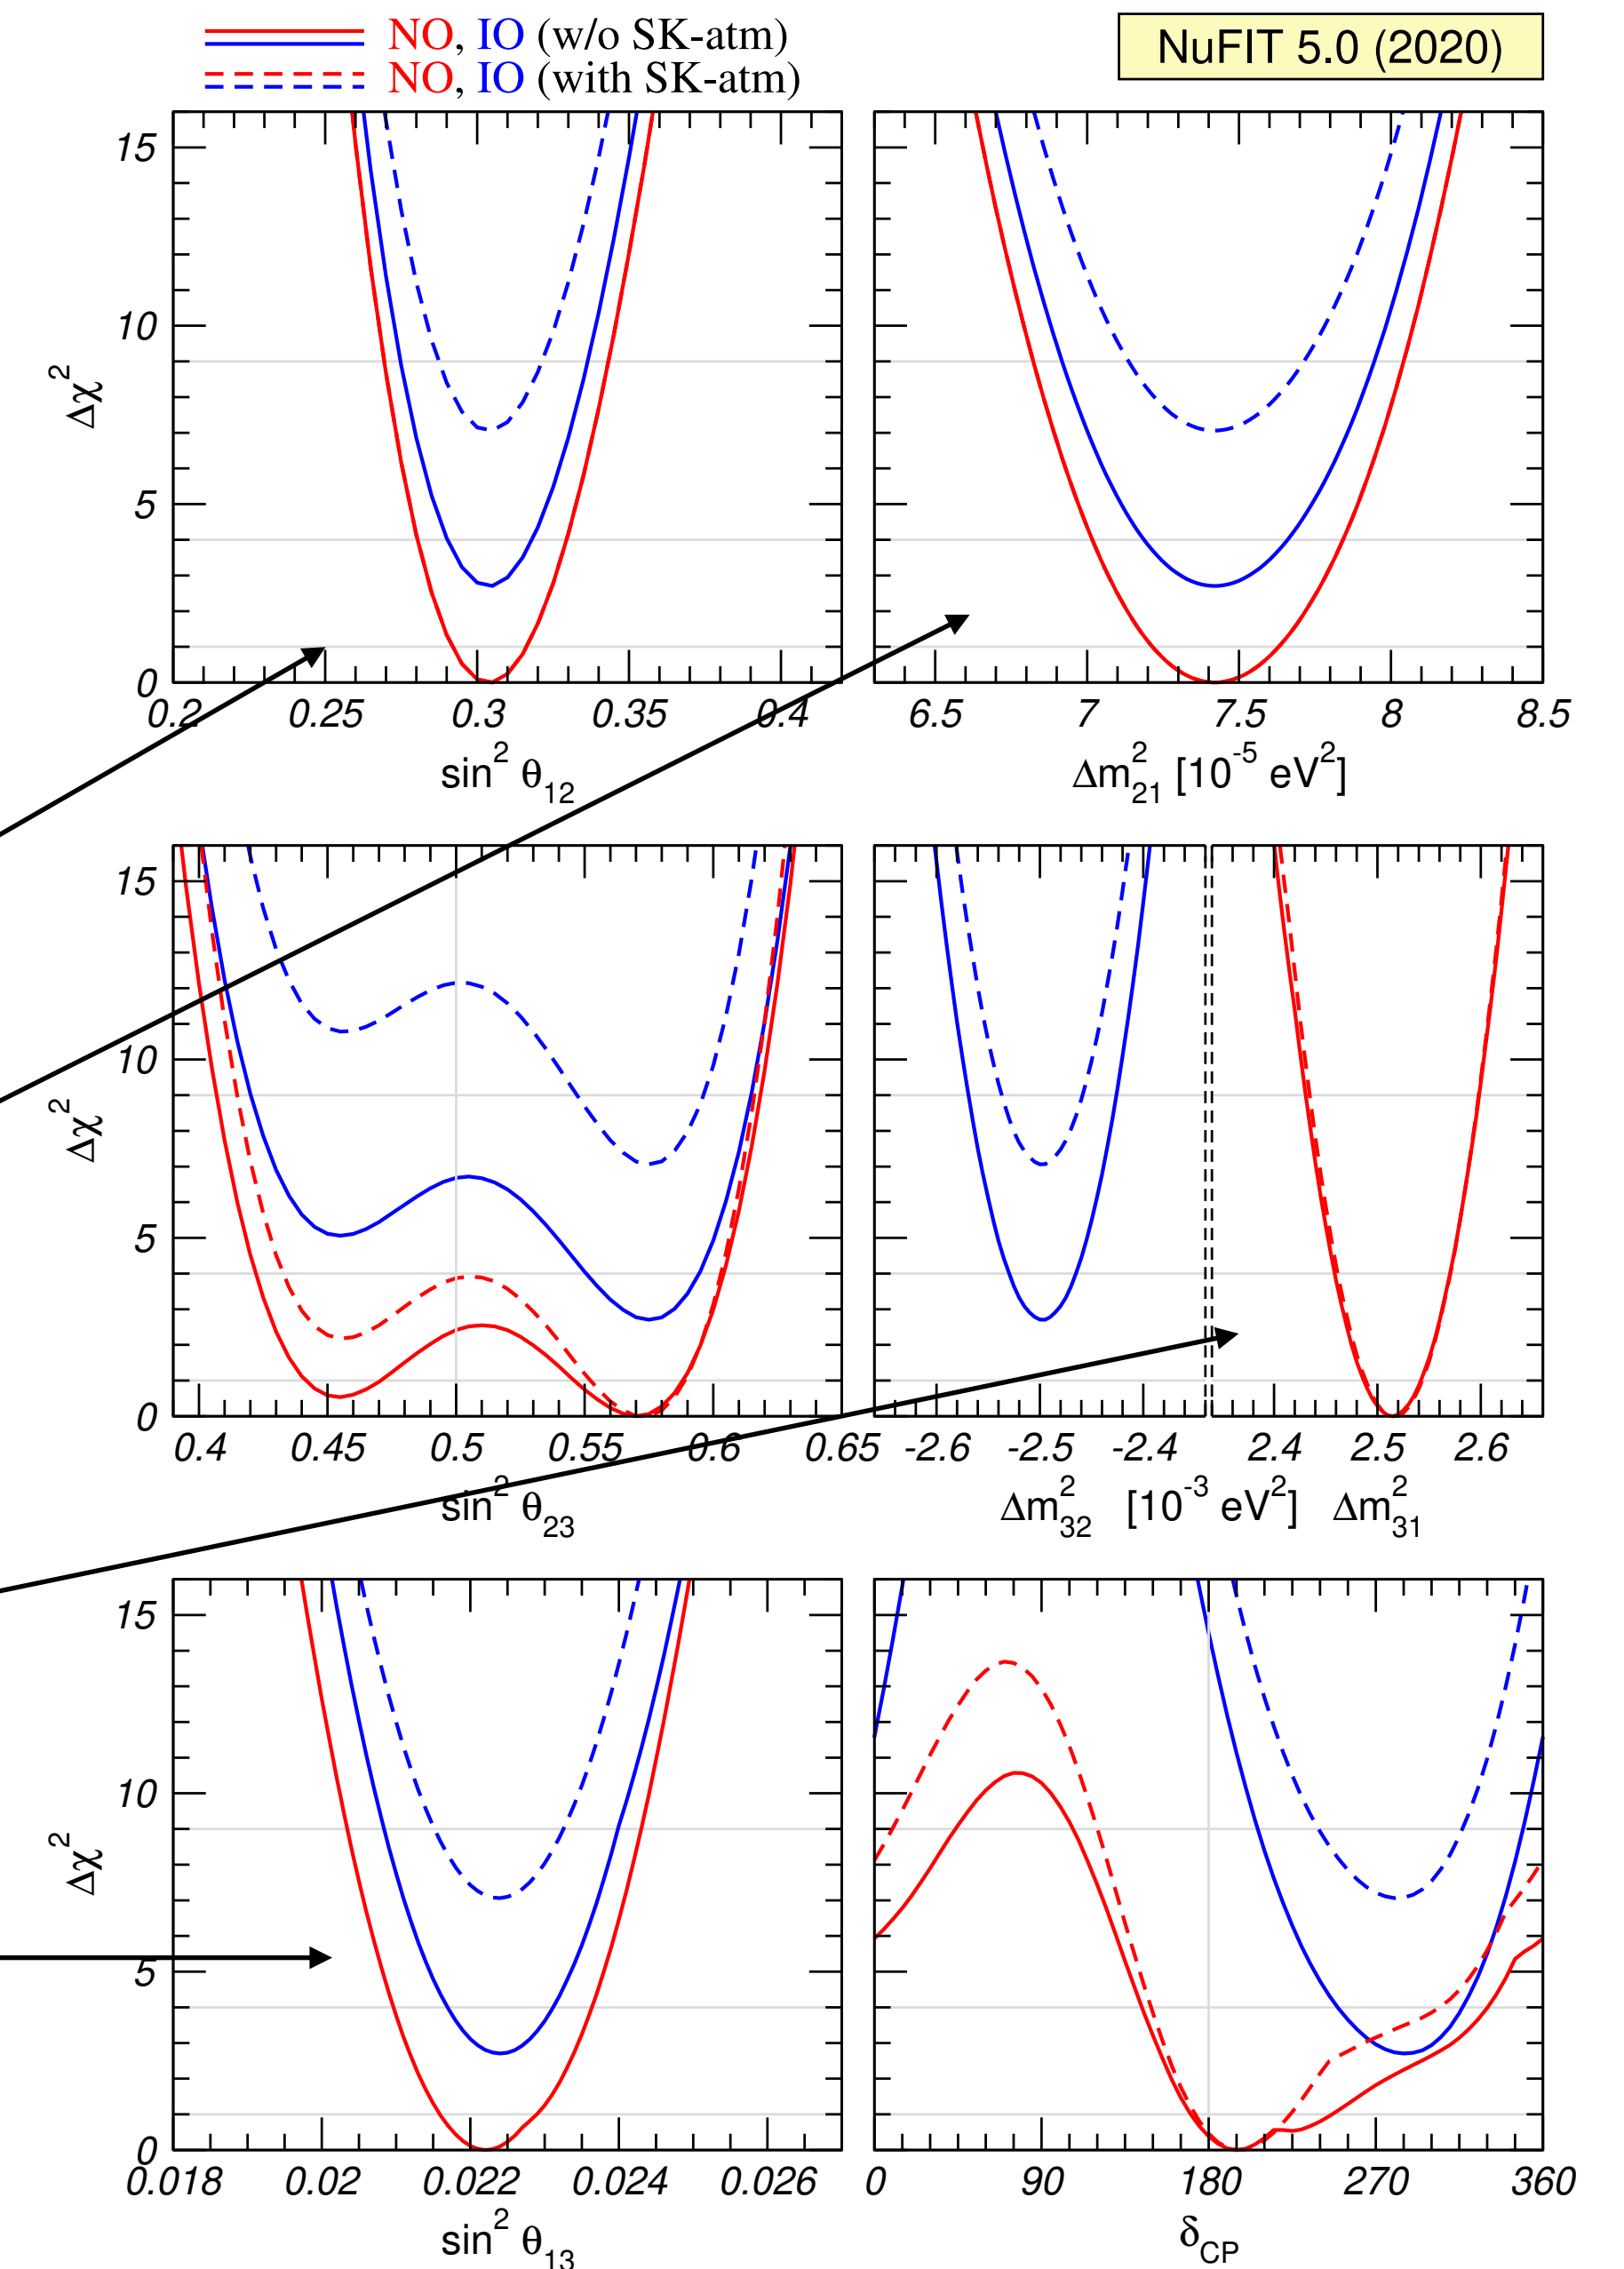 NO, IO (w/o SK-atm)
NO, IO (with SK-atm)
NuFIT 5.0 (2020)
15
10
5
0
Δχ²
0.2 0.25 0.3 0.35 0.4
sin² θ₁₂
6.5 7 7.5 8 8.5
Δm²₂₁ [10⁻⁵ eV²]
15
10
5
0
Δχ²
0.4 0.45 0.5 0.55 0.6 0.65
sin² θ₂₃
-2.6 -2.5 -2.4 2.4 2.5 2.6
Δm²₃₂ [10⁻³ eV²] Δm²₃₁
15
10
5
0
Δχ²
0.018 0.02 0.022 0.024 0.026
sin² θ₁₃
0 90 180 270 360
δCP